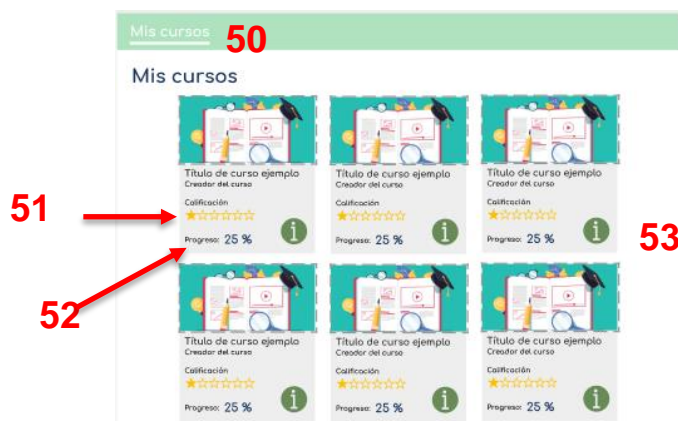 Mis cursos 50
Mis cursos
Título de curso ejemplo Título de curso ejemplo Título de curso ejemplo
Creador del curso Creador del curso Creador del curso
Calificación Calificación Calificación
51
Progreso: 25 % i Progreso: 25 % i Progreso: 25 % i 53
52
Título de curso ejemplo Título de curso ejemplo Título de curso ejemplo
Creador del curso Creador del curso Creador del curso
Calificación Calificación Calificación
Progreso: 25 % i Progreso: 25 % i Progreso: 25 % i